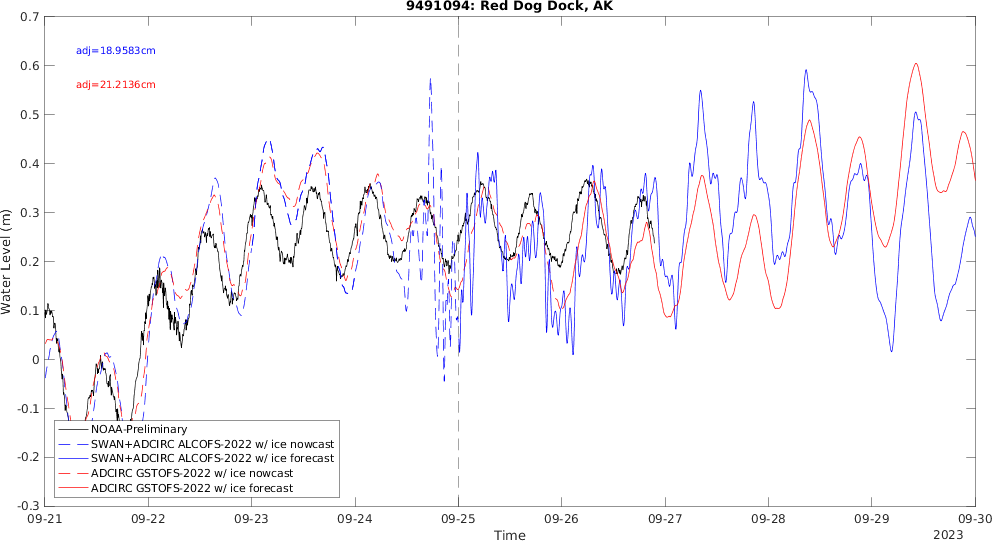 9491094: Red Dog Dock, AK
adj=18.9583cm
adj=21.2136cm
Water Level (m)
0.7
0.6
0.5
0.4
0.3
0.2
0.1
0
-0.1
-0.2
-0.3
NOAA-Preliminary
SWAN+ADCIRC ALCOFS-2022 w/ ice nowcast
SWAN+ADCIRC ALCOFS-2022 w/ ice forecast
ADCIRC GSTOFS-2022 w/ ice nowcast
ADCIRC GSTOFS-2022 w/ ice forecast
09-21 09-22 09-23 09-24 09-25 09-26 09-27 09-28 09-29 09-30
Time
2023